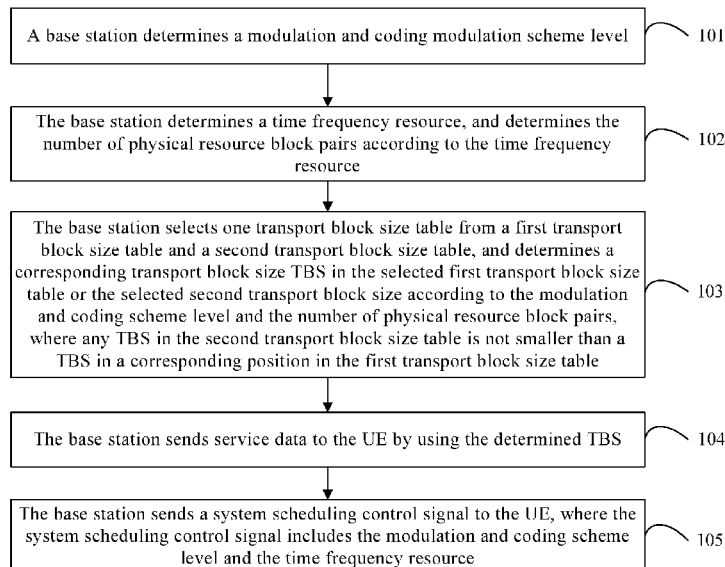 A base station determines a modulation and coding modulation scheme level
101
The base station determines a time frequency resource, and determines the
number of physical resource block pairs according to the time frequency
resource
102
The base station selects one transport block size table from a first transport
block size table and a second transport block size table, and determines a
corresponding transport block size TBS in the selected first transport block size
table or the selected second transport block size according to the modulation
and coding scheme level and the number of physical resource block pairs,
where any TBS in the second transport block size table is not smaller than a
TBS in a corresponding position in the first transport block size table
103
The base station sends service data to the UE by using the determined TBS
104
The base station sends a system scheduling control signal to the UE, where the
system scheduling control signal includes the modulation and coding scheme
level and the time frequency resource
105